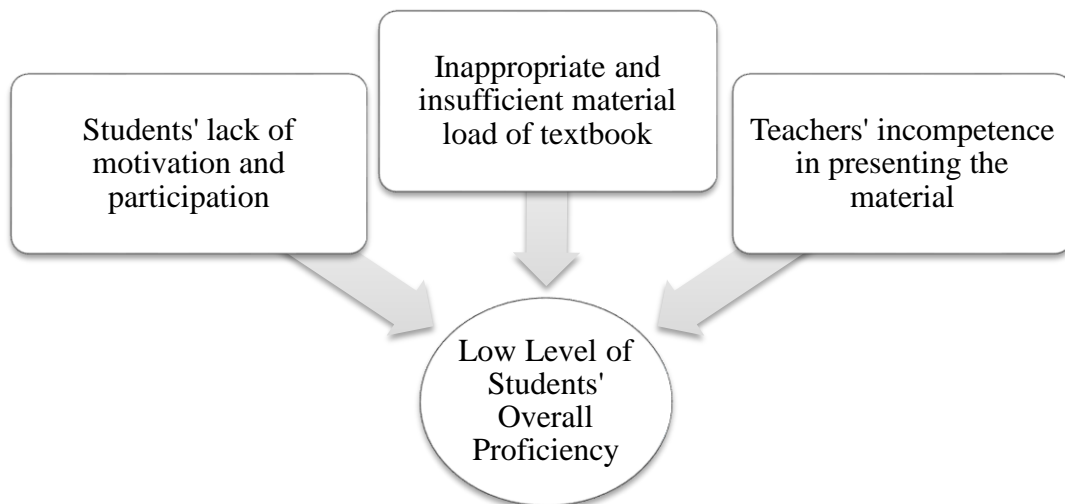 Students' lack of
motivation and
participation
Inappropriate and
insufficient material
load of textbook
Teachers' incompetence
in presenting the
material
Low Level of
Students'
Overall
Proficiency